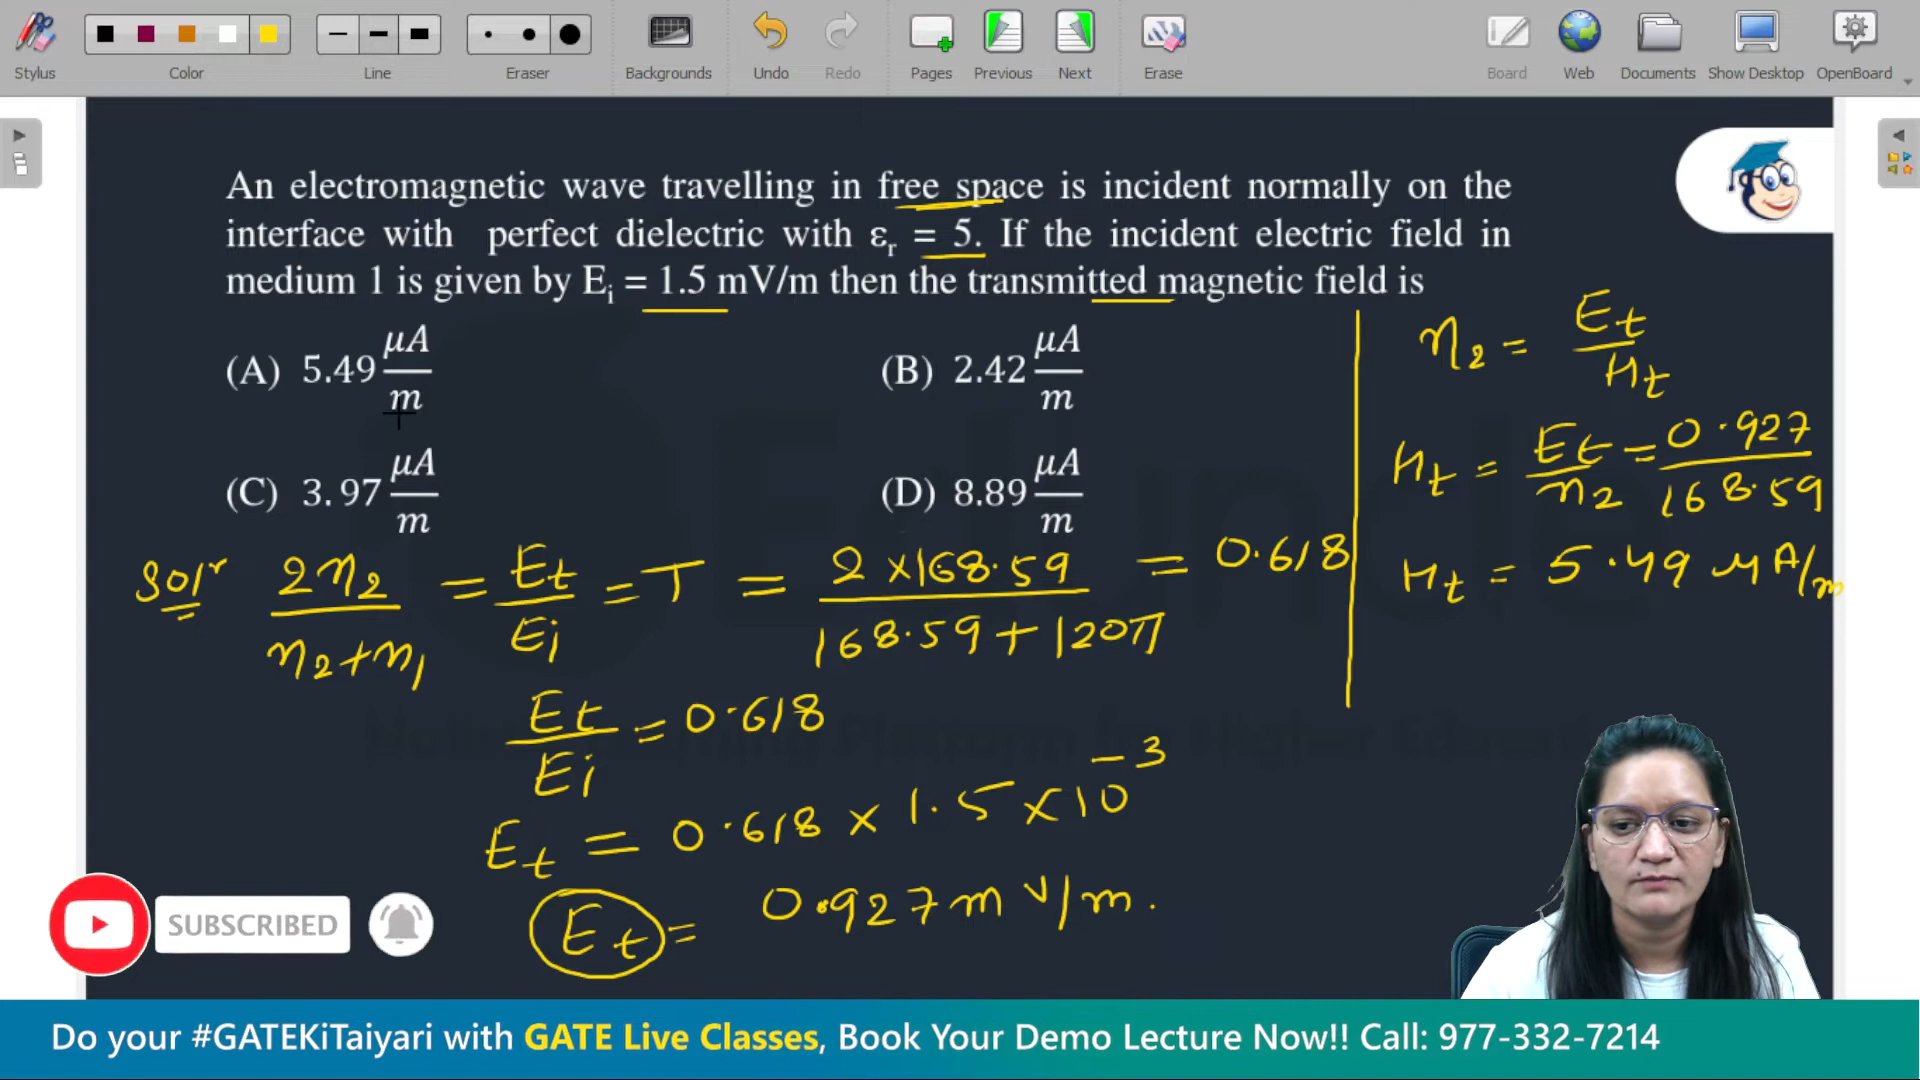 Stylus Color Line Eraser Backgrounds Undo Redo Pages Previous Next Erase Board Web Documents Show Desktop OpenBoard
An electromagnetic wave travelling in free space is incident normally on the
interface with perfect dielectric with εr = 5. If the incident electric field in
medium 1 is given by Ei = 1.5 mV/m then the transmitted magnetic field is
(A) 5.49 μA/m
(B) 2.42 μA/m
(C) 3.97 μA/m
(D) 8.89 μA/m
Solr 2η2/η2+η1 = Et/Ei = T = 2×168.59/168.59+120π = 0.618
Et/Ei = 0.618
Et = 0.618 × 1.5 × 10⁻³
Et = 0.927 m V/m.
η2 = Et/Ht
Ht = Et/η2 = 0.927/168.59
Ht = 5.49 μA/m
SUBSCRIBED
Do your #GATEKiTaiyari with GATE Live Classes, Book Your Demo Lecture Now!! Call: 977-332-7214